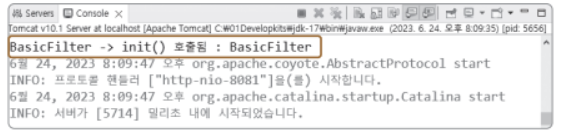 Servers Console
Tomcat v10.1 Server at localhost [Apache Tomcat] C:\01Developkits\jdk-17\bin\javaw.exe (2023. 6. 24. 오후 8:09:35) [pid: 5656]
BasicFilter -> init() 호출됨 : BasicFilter
6월 24, 2023 8:09:47 오후 org.apache.coyote.AbstractProtocol start
INFO: 프로토콜 핸들러 ["http-nio-8081"]을(를) 시작합니다.
6월 24, 2023 8:09:47 오후 org.apache.catalina.startup.Catalina start
INFO: 서버가 [5714] 밀리초 내에 시작되었습니다.